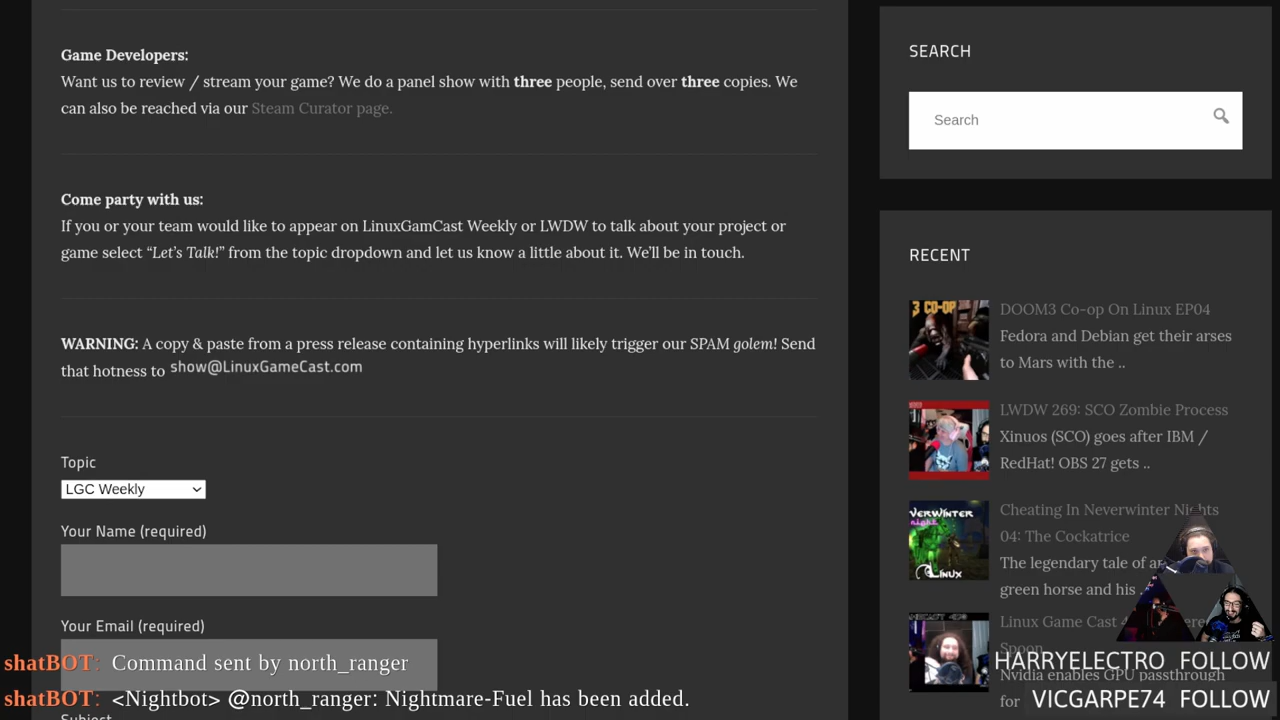 Game Developers:
Want us to review / stream your game? We do a panel show with three people, send over three copies. We
can also be reached via our Steam Curator page.
Come party with us:
If you or your team would like to appear on LinuxGamCast Weekly or LWDW to talk about your project or
game select “Let’s Talk!” from the topic dropdown and let us know a little about it. We’ll be in touch.
WARNING: A copy & paste from a press release containing hyperlinks will likely trigger our SPAM golem! Send
that hotness to show@LinuxGameCast.com
Topic
LGC Weekly
Your Name (required)
Your Email (required)
SEARCH
Search
RECENT
DOOM3 Co-op On Linux EP04
Fedora and Debian get their arses
to Mars with the ..
LWDW 269: SCO Zombie Process
Xinuos (SCO) goes after IBM /
RedHat! OBS 27 gets ..
Cheating In Neverwinter Nights
04: The Cockatrice
The legendary tale of
green horse and his
Linux Game Cast
Nvidia enables GPU passthrough
for
shatBOT: Command sent by north_ranger
shatBOT: <Nightbot> @north_ranger: Nightmare-Fuel has been added.
HARRYELECTRO FOLLOW
VICGARPE74 FOLLOW